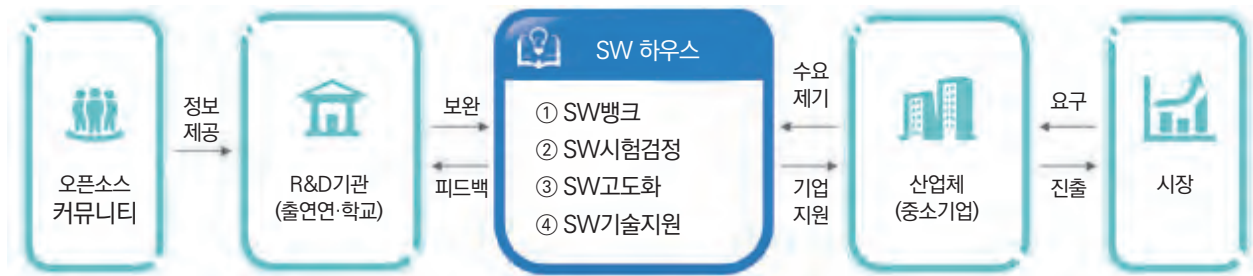 오픈소스
커뮤니티
정보
제공
R&D기관
(출연연·학교)
보완
피드백
SW 하우스
① SW뱅크
② SW시험검정
③ SW고도화
④ SW기술지원
수요
제기
기업
지원
산업체
(중소기업)
요구
진출
시장